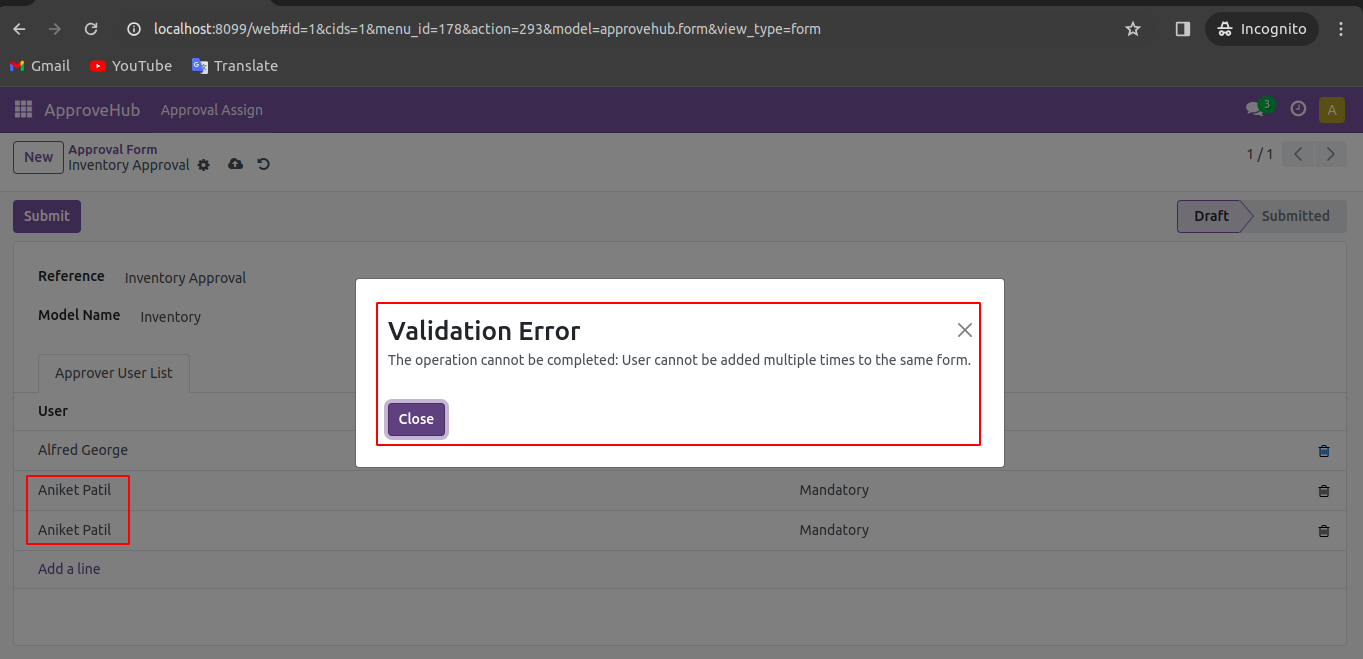 localhost:8099/web#id=1&cids=1&menu_id=178&action=293&model=approvehub.form&view_type=form
Incognito
Gmail YouTube Translate
ApproveHub Approval Assign 3 A
New Approval Form
Inventory Approval
1 / 1
Submit Draft Submitted
Reference Inventory Approval
Model Name Inventory
Validation Error
The operation cannot be completed: User cannot be added multiple times to the same form.
Close
Approver User List
User
Alfred George
Aniket Patil Mandatory
Aniket Patil Mandatory
Add a line